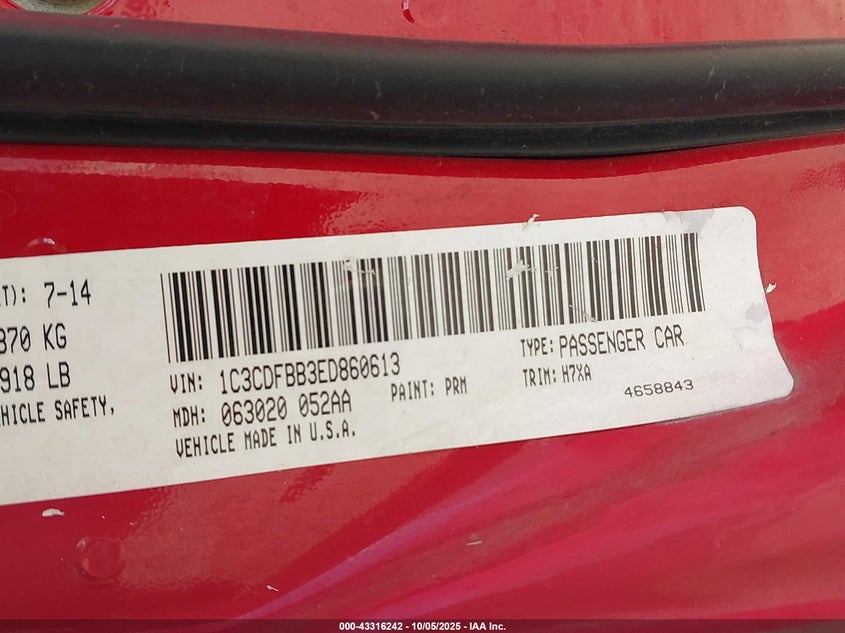 T): 7-14
870 KG
918 LB
EHICLE SAFETY,
VIN: 1C3CDFBB3ED860613
TYPE: PASSENGER CAR
MDH: 063020 052AA
PAINT: PRM
TRIM: H7XA
4658843
VEHICLE MADE IN U.S.A.
000-43316242 - 10/05/2025 - IAA Inc.